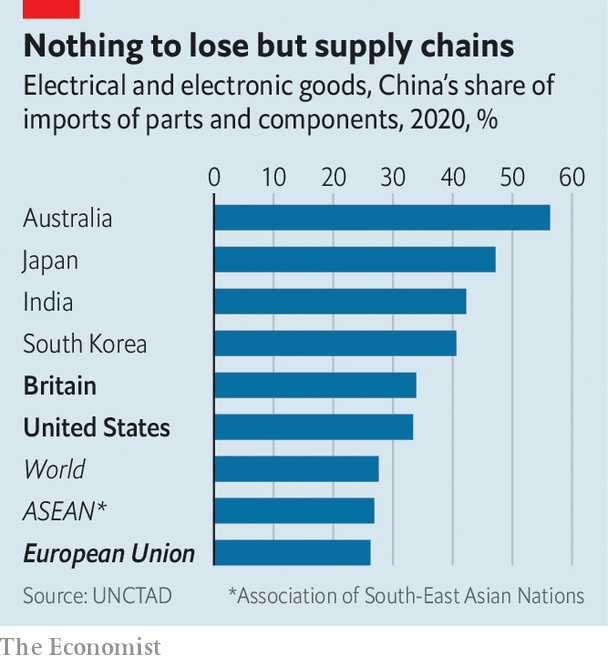 Nothing to lose but supply chains
Electrical and electronic goods, China’s share of
imports of parts and components, 2020, %
0 10 20 30 40 50 60
Australia
Japan
India
South Korea
Britain
United States
World
ASEAN*
European Union
Source: UNCTAD *Association of South-East Asian Nations
The Economist